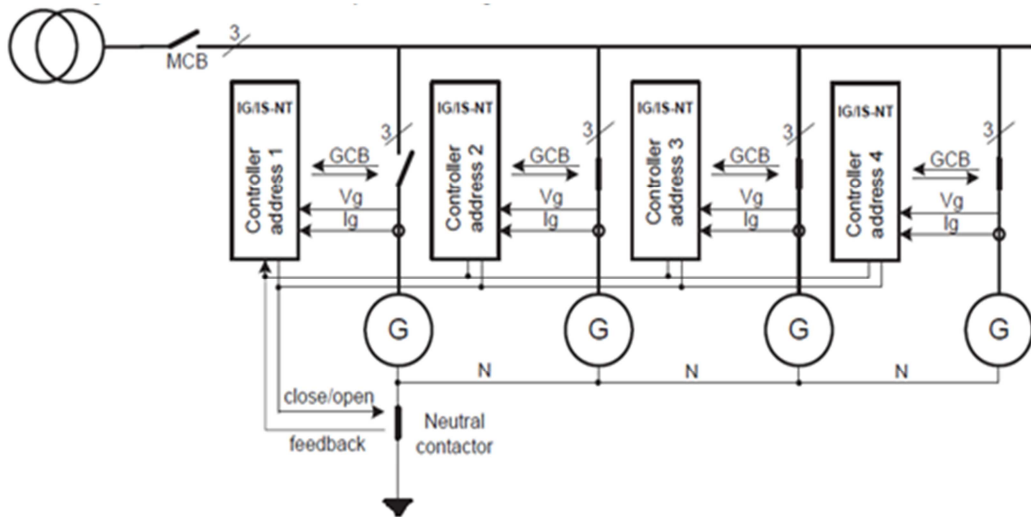 MCB
3
IG/IS-NT
Controller
address 1
GCB
Vg
Ig
3
IG/IS-NT
Controller
address 2
GCB
Vg
Ig
3
IG/IS-NT
Controller
address 3
GCB
Vg
Ig
3
IG/IS-NT
Controller
address 4
GCB
Vg
Ig
3
G
G
G
G
N
N
N
close/open
feedback
Neutral
contactor